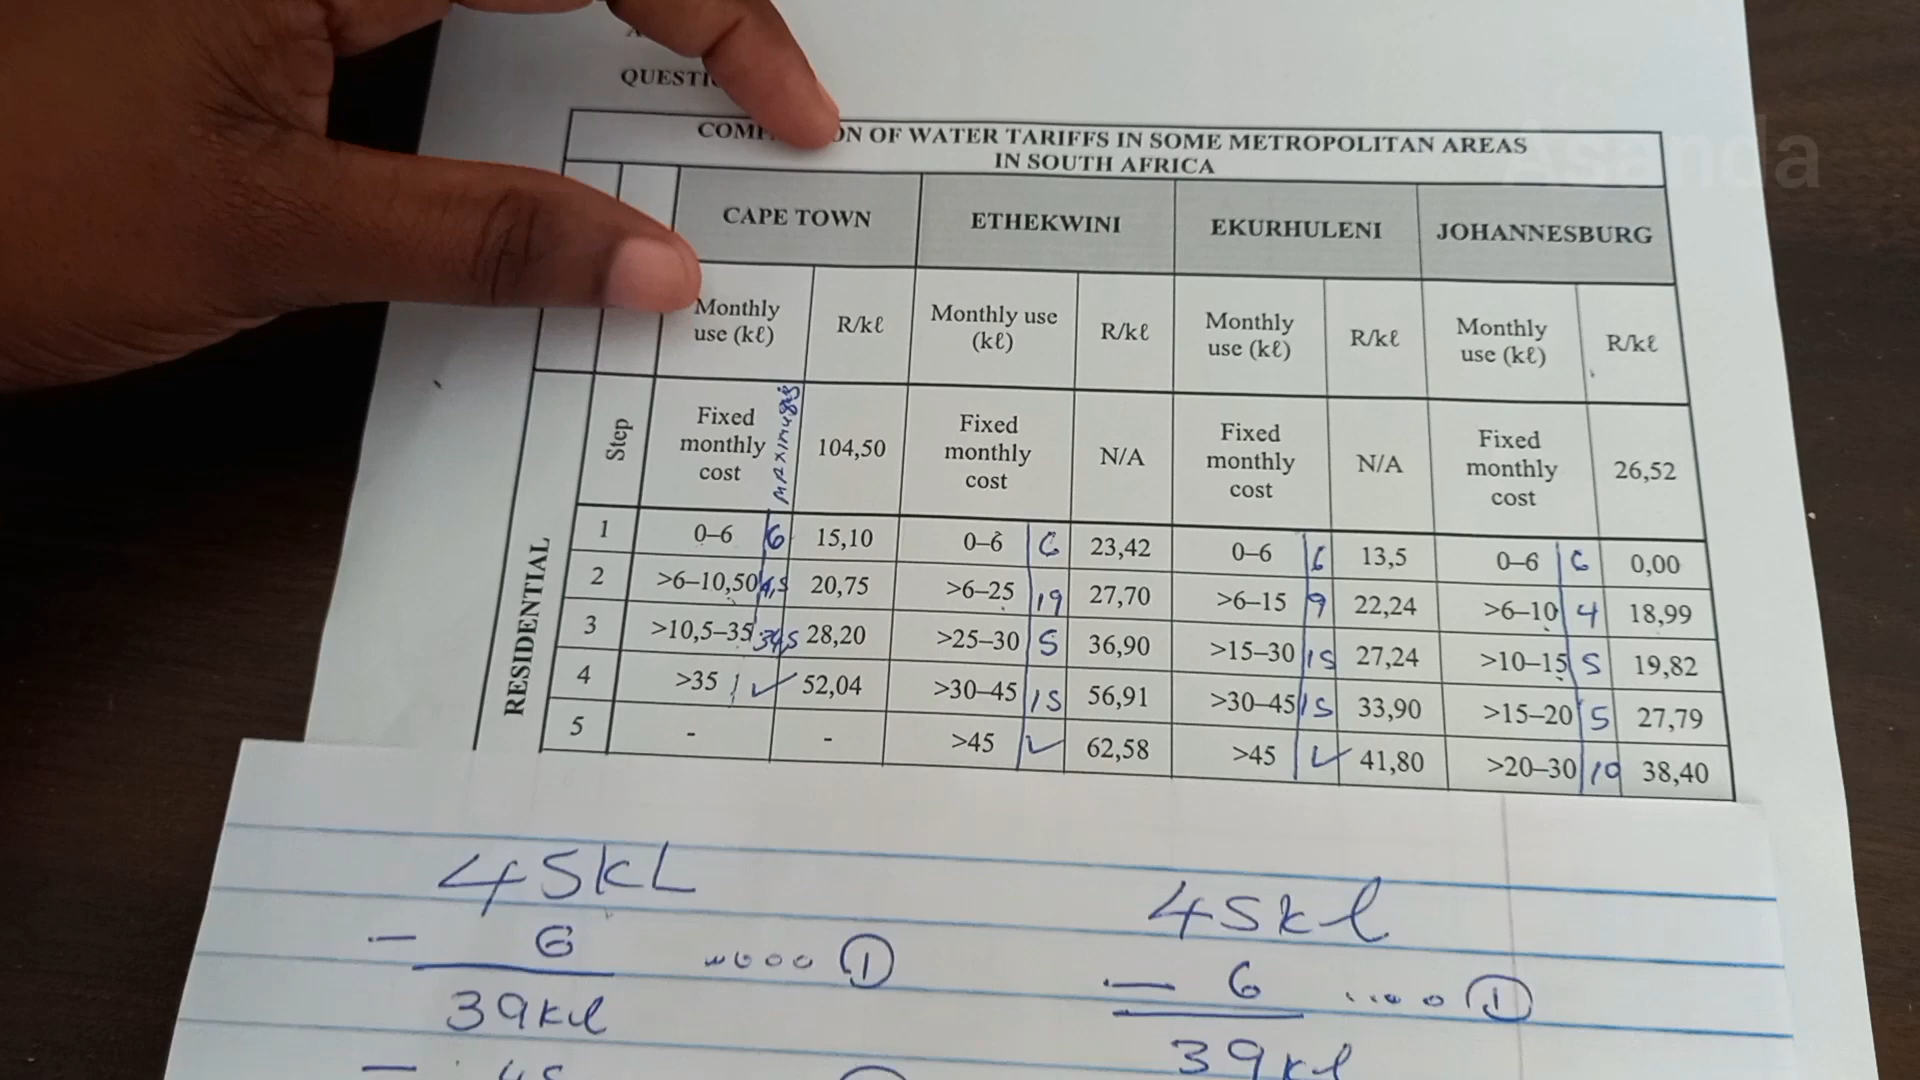 QUESTI
Asanda
ON OF WATER TARIFFS IN SOME METROPOLITAN AREAS
IN SOUTH AFRICA
CAPE TOWN ETHEKWINI EKURHULENI JOHANNESBURG
Monthly use (kℓ) R/kℓ Monthly use (kℓ) R/kℓ Monthly use (kℓ) R/kℓ Monthly use (kℓ) R/kℓ
RESIDENTIAL
Step Fixed monthly cost 104,50 Fixed monthly cost N/A Fixed monthly cost N/A Fixed monthly cost 26,52
1 0–6 6 15,10 0–6 6 23,42 0–6 6 13,5 0–6 6 0,00
2 >6–10,50 4,5 20,75 >6–25 19 27,70 >6–15 9 22,24 >6–10 4 18,99
3 >10,5–35 28,20 >25–30 5 36,90 >15–30 15 27,24 >10–15 5 19,82
4 >35 ✓ 52,04 >30–45 15 56,91 >30–45 15 33,90 >15–20 5 27,79
5 - - >45 ✓ 62,58 >45 ✓ 41,80 >20–30 10 38,40
45kL 45kl
– 6 .... ① – 6 .... ①
39kl 39kl